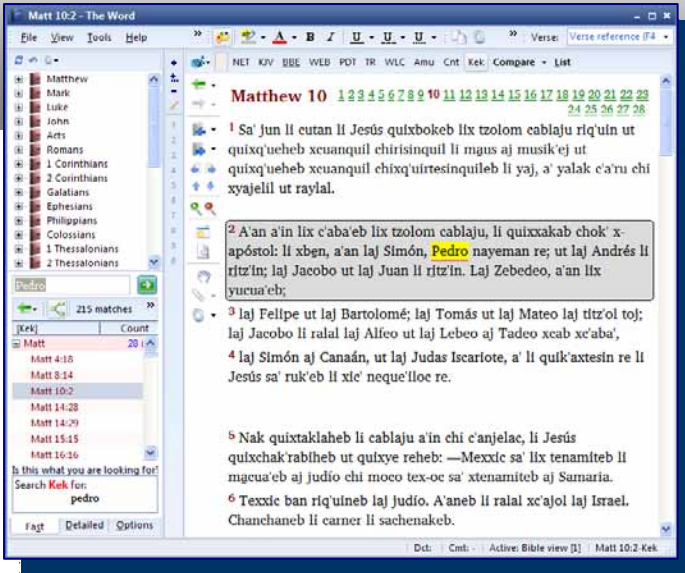 Matt 10:2 - The Word
File View Tools Help
» B I U U U » Verse: Verse reference (F4
NET KJV BBE WEB PDT TR WLC Amu Cnt Kek Compare List
Matthew
Mark
Luke
John
Acts
Romans
1 Corinthians
2 Corinthians
Galatians
Ephesians
Philippians
Colossians
1 Thessalonians
2 Thessalonians
Pedro
215 matches »
[Kek] Count
Matt 28
Matt 4:18
Matt 8:14
Matt 10:2
Matt 14:28
Matt 14:29
Matt 15:15
Matt 16:16
Is this what you are looking for?
Search Kek for:
pedro
Fast Detailed Options
Matthew 10 1 2 3 4 5 6 7 8 9 10 11 12 13 14 15 16 17 18 19 20 21 22 23
24 25 26 27 28
1 Sa' jun li cutan li Jesús quixbokeb lix tzolom cablaju riq'uin ut
quixq'ueheb xcuanquil chirisinquil li maus aj musik'ej ut
quixq'ueheb xcuanquil chixq'uirtesinquileb li yaj, a' yalak c'a'ru chi
xyajelil ut raylal.
2 A'an a'in lix c'aba'eb lix tzolom cablaju, li quixxakab chok' x-
apóstol: li xben, a'an laj Simón, Pedro nayeman re; ut laj Andrés li
ritz'in; laj Jacobo ut laj Juan li ritz'in. Laj Zebedeo, a'an lix
yucua'eb;
3 laj Felipe ut laj Bartolomé; laj Tomás ut laj Mateo laj titz'ol toj;
laj Jacobo li ralal laj Alfeo ut laj Lebeo aj Tadeo xcab xc'aba',
4 laj Simón aj Canaán, ut laj Judas Iscariote, a' li quik'axtesin re li
Jesús sa' ruk'eb li xic' neque'iloc re.
5 Nak quixtaklaheb li cablaju a'in chi c'anjelac, li Jesús
quixchak'rabiheb ut quixye reheb: —Mexxic sa' lix tenamiteb li
macua'eb aj judío chi moco tex-oc sa' xtenamiteb aj Samaria.
6 Texxic ban riq'uineb laj judío. A'aneb li ralal xc'ajol laj Israel.
Chanchaneb li carner li sachenakeb.
Dct: Cmt: - Active: Bible view [1] Matt 10:2-Kek